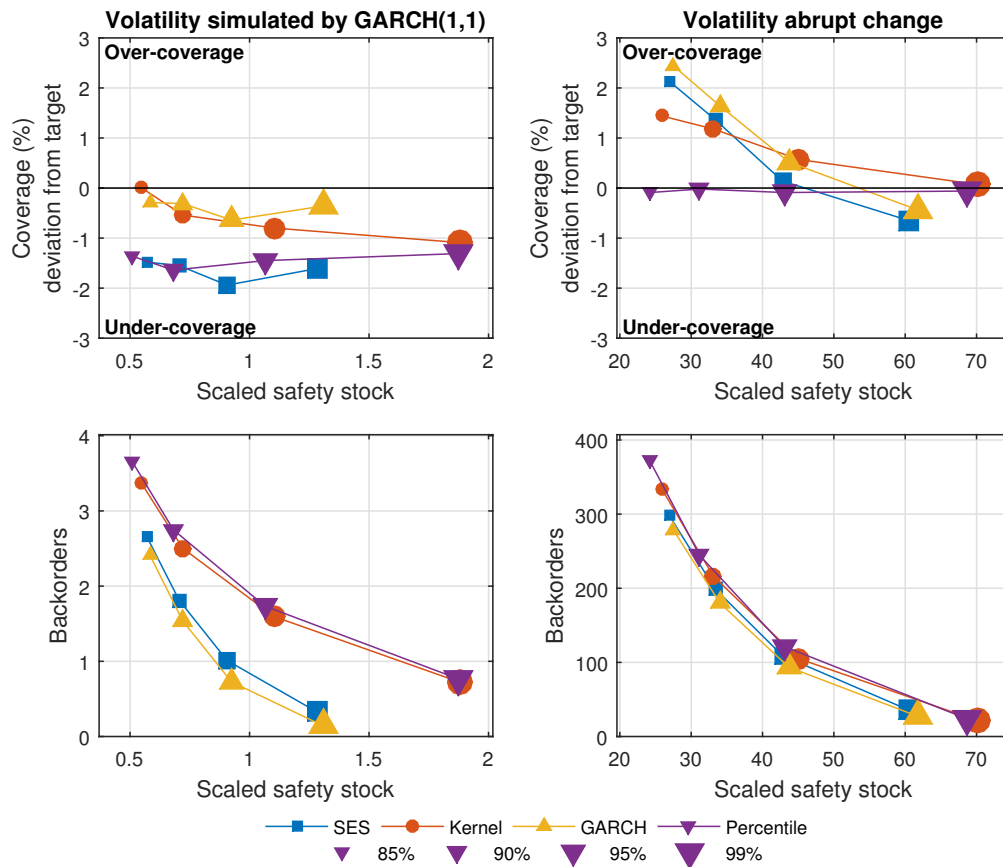 Volatility simulated by GARCH(1,1)
Over-coverage
Under-coverage
Coverage (%)
deviation from target
3
2
1
0
-1
-2
-3
0.5
1
1.5
2
Scaled safety stock
Volatility abrupt change
Over-coverage
Under-coverage
Coverage (%)
deviation from target
3
2
1
0
-1
-2
-3
20
30
40
50
60
70
Scaled safety stock
Backorders
4
3
2
1
0
0.5
1
1.5
2
Scaled safety stock
Backorders
400
300
200
100
0
20
30
40
50
60
70
Scaled safety stock
SES Kernel GARCH Percentile
85% 90% 95% 99%